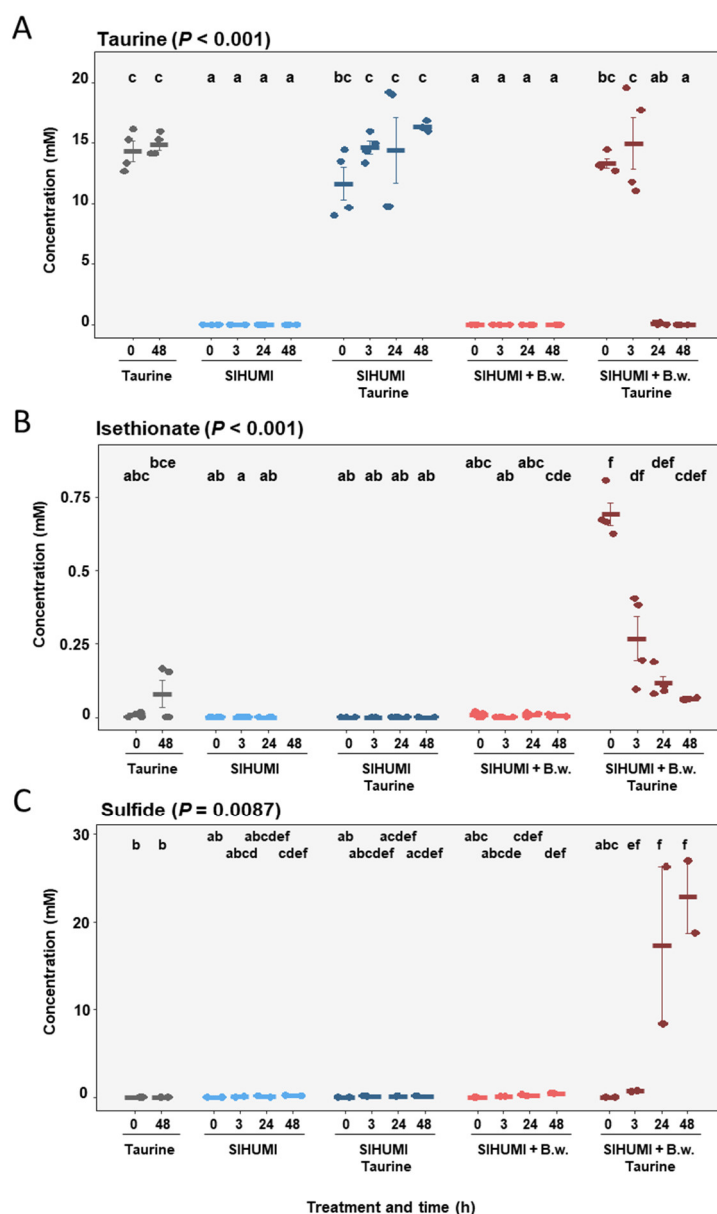 A
Taurine (P < 0.001)
c c a a a a bc c c c a a a a bc c ab a
20
15
10
5
0
Concentration (mM)
0 48 0 3 24 48 0 3 24 48 0 3 24 48 0 3 24 48
Taurine SIHUMI SIHUMI SIHUMI + B.w. SIHUMI + B.w.
Taurine Taurine
B
Isethionate (P < 0.001)
abc bce ab a ab ab ab ab ab abc ab abc cde f df def cdef
0.75
0.5
0.25
0
Concentration (mM)
0 48 0 3 24 48 0 3 24 48 0 3 24 48 0 3 24 48
Taurine SIHUMI SIHUMI SIHUMI + B.w. SIHUMI + B.w.
Taurine Taurine
C
Sulfide (P = 0.0087)
b b ab abcd abcdef cdef ab abcdef acdef acdef abc abcde cdef def abc ef f f
30
20
10
0
Concentration (mM)
0 48 0 3 24 48 0 3 24 48 0 3 24 48 0 3 24 48
Taurine SIHUMI SIHUMI SIHUMI + B.w. SIHUMI + B.w.
Taurine Taurine
Treatment and time (h)